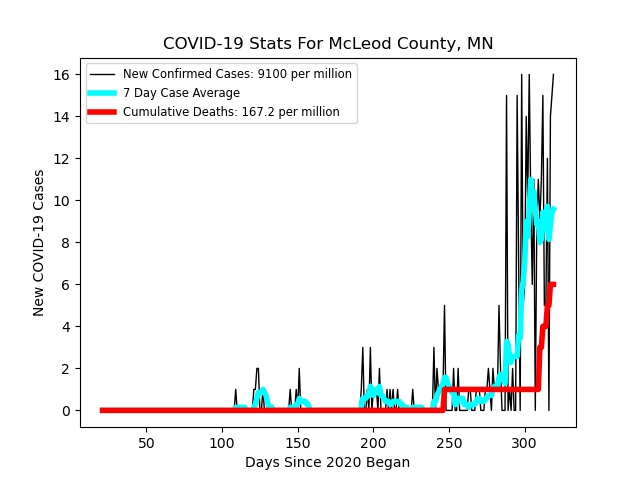 COVID-19 Stats For McLeod County, MN
New Confirmed Cases: 9100 per million
7 Day Case Average
Cumulative Deaths: 167.2 per million
New COVID-19 Cases
16
14
12
10
8
6
4
2
0
50
100
150
200
250
300
Days Since 2020 Began